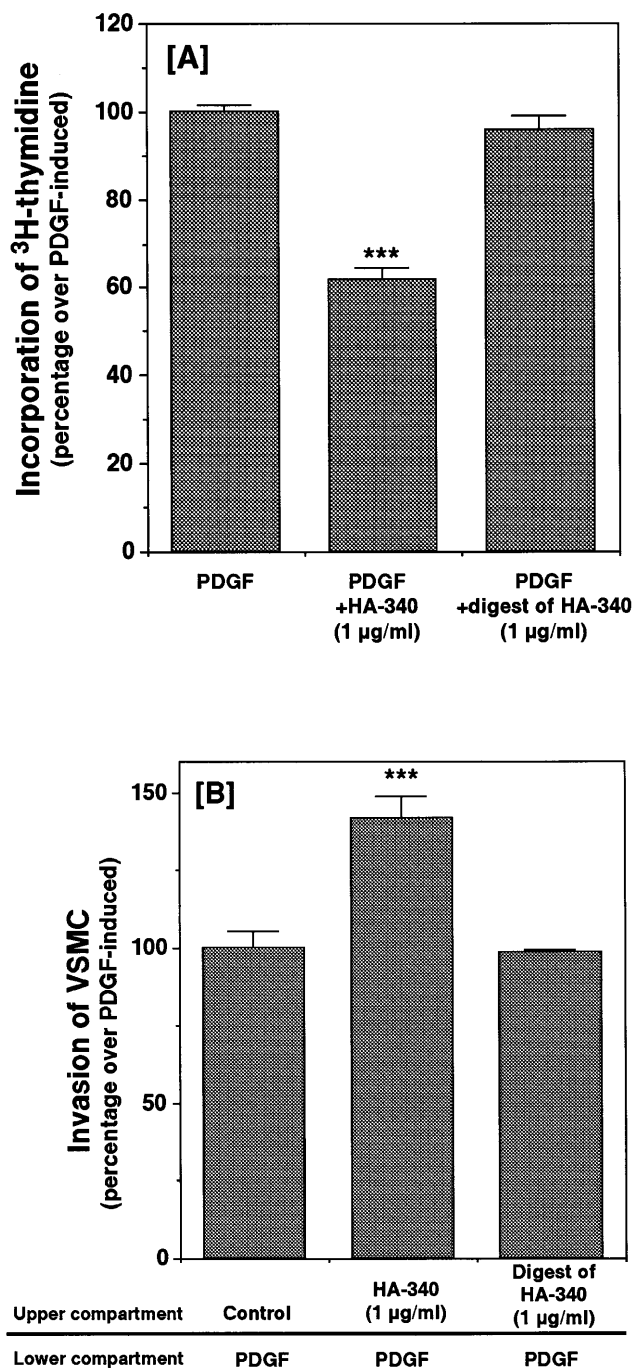 [A]
Incorporation of ³H-thymidine
(percentage over PDGF-induced)
120
100
80
60
40
20
0
***
PDGF
PDGF
+HA-340
(1 µg/ml)
PDGF
+digest of HA-340
(1 µg/ml)
[B]
Invasion of VSMC
(percentage over PDGF-induced)
150
100
50
0
***
Upper compartment
Control
HA-340
(1 µg/ml)
Digest of
HA-340
(1 µg/ml)
Lower compartment
PDGF
PDGF
PDGF